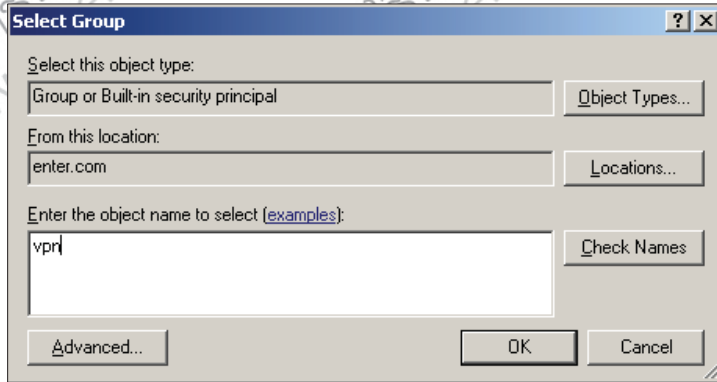 Select Group
Select this object type:
Group or Built-in security principal
Object Types...
From this location:
enter.com
Locations...
Enter the object name to select (examples):
vpn
Check Names
Advanced...
OK
Cancel